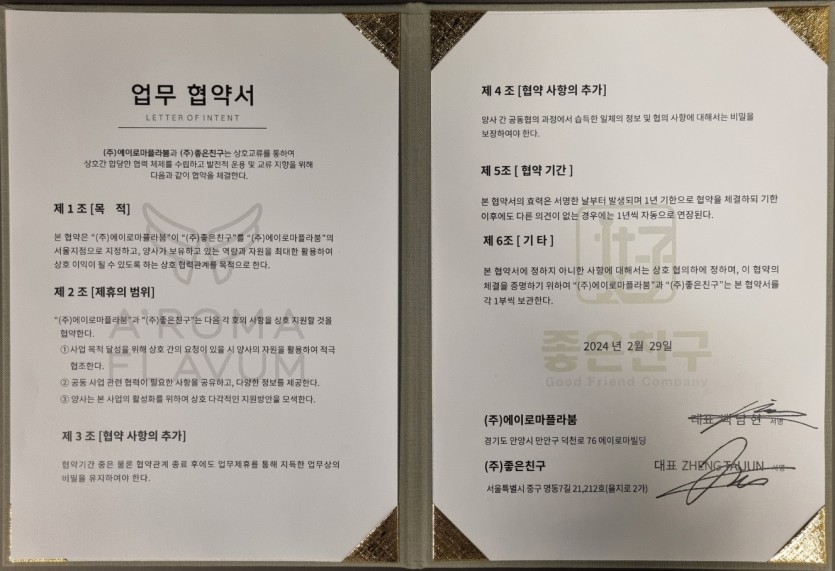 업무 협약서
LETTER OF INTENT
(주)에이로마플라붐과 (주)좋은친구는 상호교류를 통하여
상호간 합당한 협력 체제를 수립하고 발전적 운용 및 교류 지향을 위해
다음과 같이 협약을 체결한다.
제 1 조 [목 적]
본 협약은 “(주)에이로마플라붐”이 “(주)좋은친구”를 “(주)에이로마플라붐”의
서울지점으로 지정하고, 양사가 보유하고 있는 역량과 자원을 최대한 활용하여
상호 이익이 될 수 있도록 하는 상호 협력관계를 목적으로 한다.
제 2 조 [제휴의 범위]
“(주)에이로마플라붐”과 “(주)좋은친구”는 다음 각 호의 사항을 상호 지원할 것을
협약한다.
① 사업 목적 달성을 위해 상호 간의 요청이 있을 시 양사의 자원을 활용하여 적극
협조한다.
② 공동 사업 관련 협력이 필요한 사항을 공유하고, 다양한 정보를 제공한다.
③ 양사는 본 사업의 활성화를 위하여 상호 다각적인 지원방안을 모색한다.
A'ROMA
FLAVUM
제 3 조 [협약 사항의 추가]
협약기간 중은 물론 협약관계 종료 후에도 업무제휴를 통해 지득한 업무상의
비밀을 유지하여야 한다.
제 4 조 [협약 사항의 추가]
양사 간 공동협의 과정에서 습득한 일체의 정보 및 협의 사항에 대해서는 비밀을
보장하여야 한다.
제 5조 [ 협약 기간 ]
본 협약서의 효력은 서명한 날부터 발생되며 1년 기한으로 협약을 체결하되 기한
이후에도 다른 의견이 없는 경우에는 1년씩 자동으로 연장된다.
제 6조 [ 기 타 ]
본 협약서에 정하지 아니한 사항에 대해서는 상호 협의하에 정하며, 이 협약의
체결을 증명하기 위하여 “(주)에이로마플라붐”과 “(주)좋은친구”는 본 협약서를
각 1부씩 보관한다.
2024 년 2월 29일
좋은친구
Good Friend Company
(주)에이로마플라붐 대표 서명
경기도 안양시 만안구 덕천로 76 에이로마빌딩
(주)좋은친구 대표 ZHENG TAIJUN 서명
서울특별시 중구 명동7길 21,212호(을지로 2가)